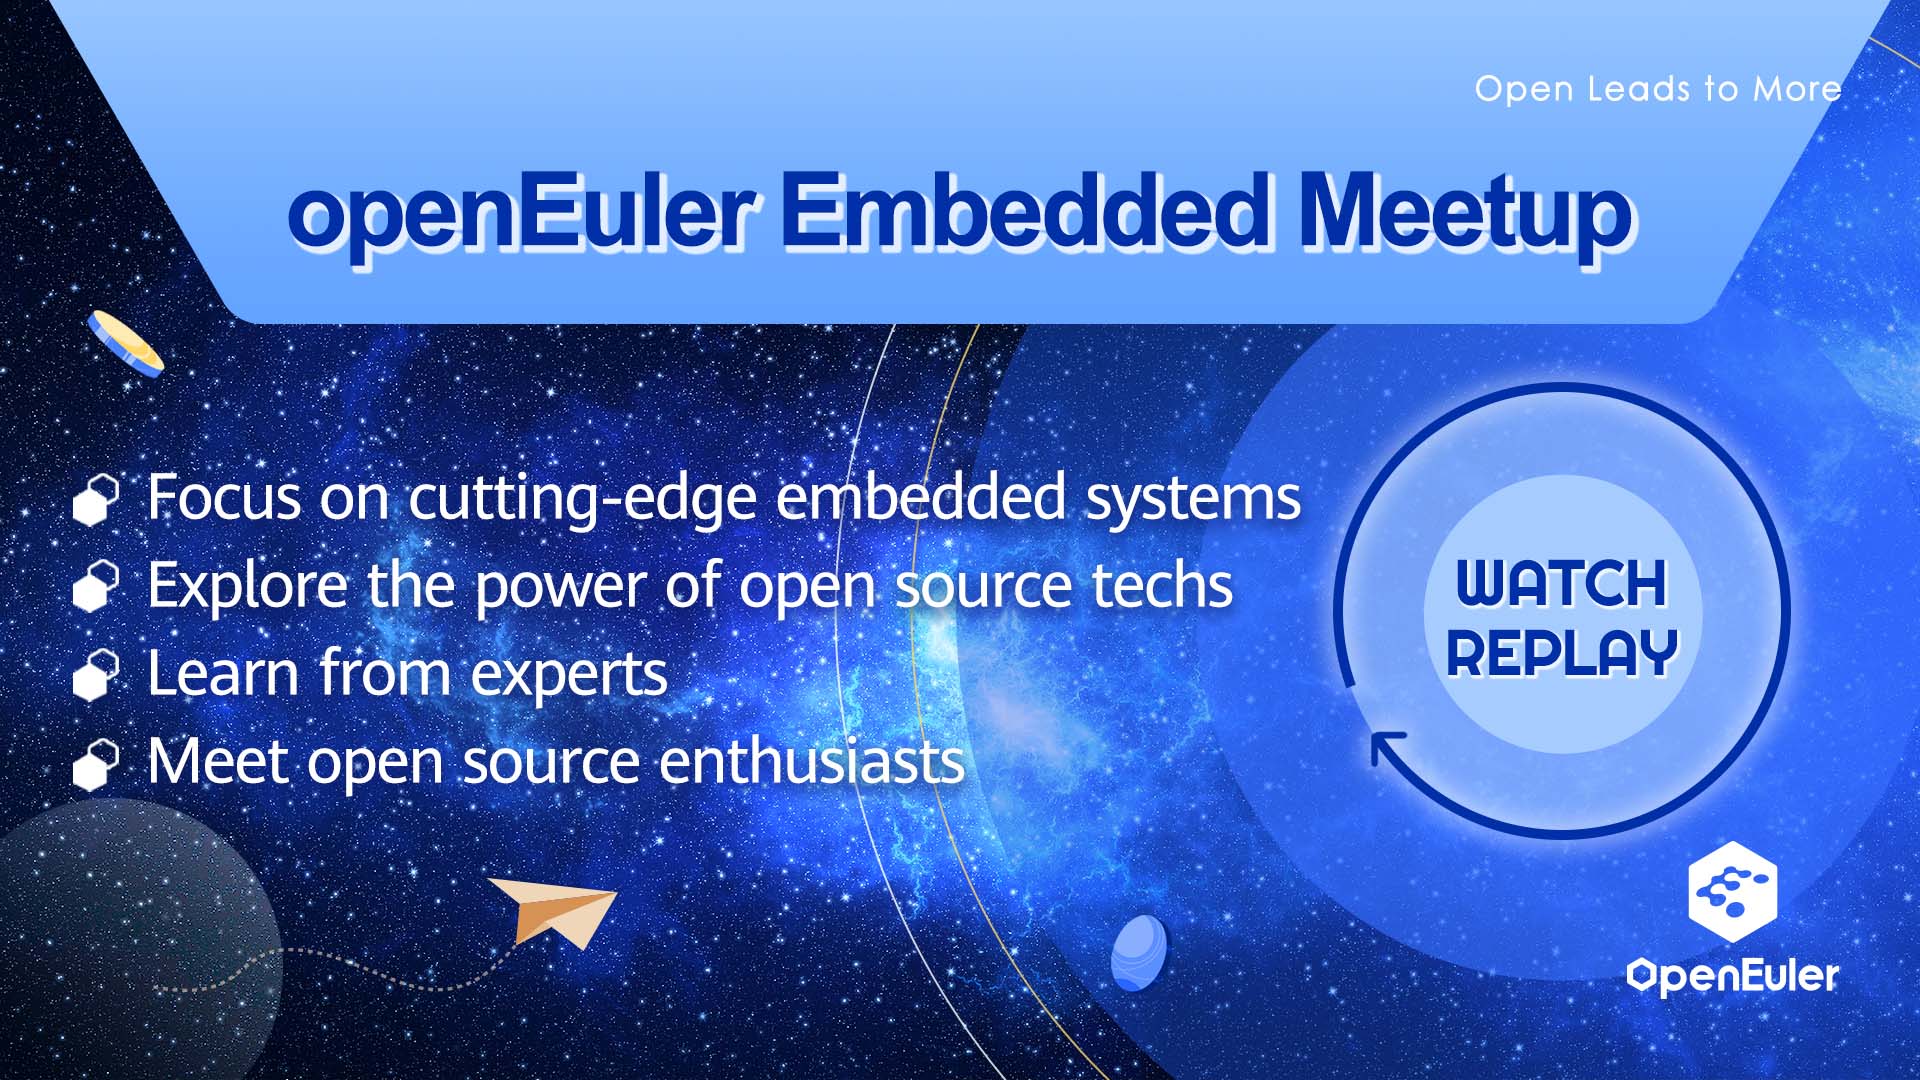 Open Leads to More
openEuler Embedded Meetup
Focus on cutting-edge embedded systems
Explore the power of open source techs
Learn from experts
Meet open source enthusiasts
WATCH
REPLAY
OpenEuler